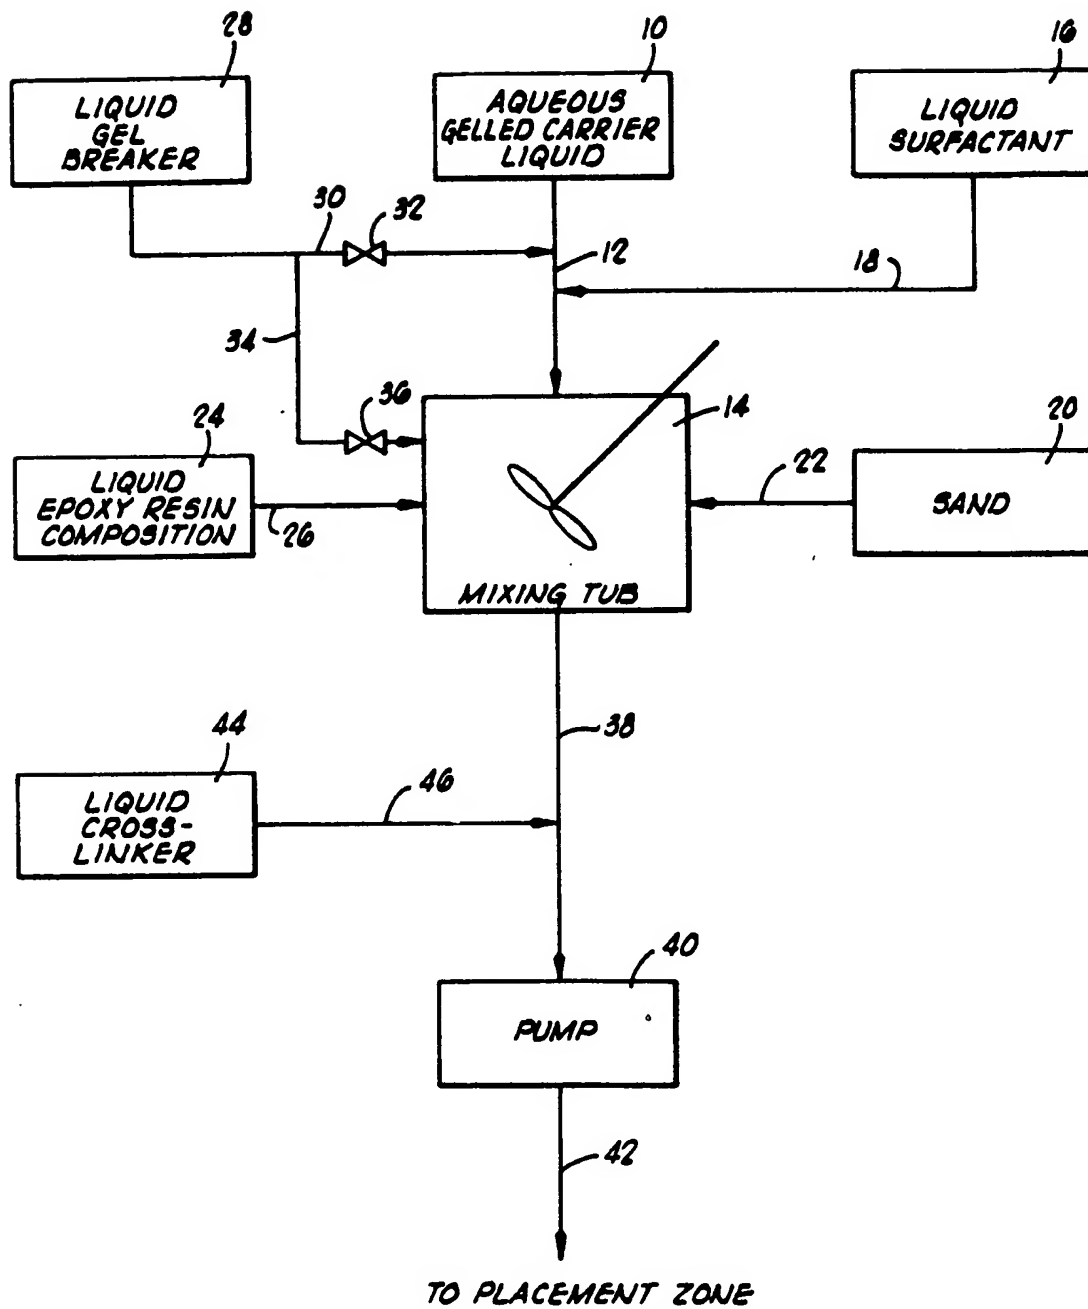 28
10
16
LIQUID
GEL
BREAKER
AQUEOUS
GELLED CARRIER
LIQUID
LIQUID
SURFACTANT
30
32
12
18
34
36
14
24
20
LIQUID
EPOXY RESIN
COMPOSITION
26
22
SAND
MIXING TUB
38
44
46
LIQUID
CROSS-
LINKER
40
PUMP
42
TO PLACEMENT ZONE